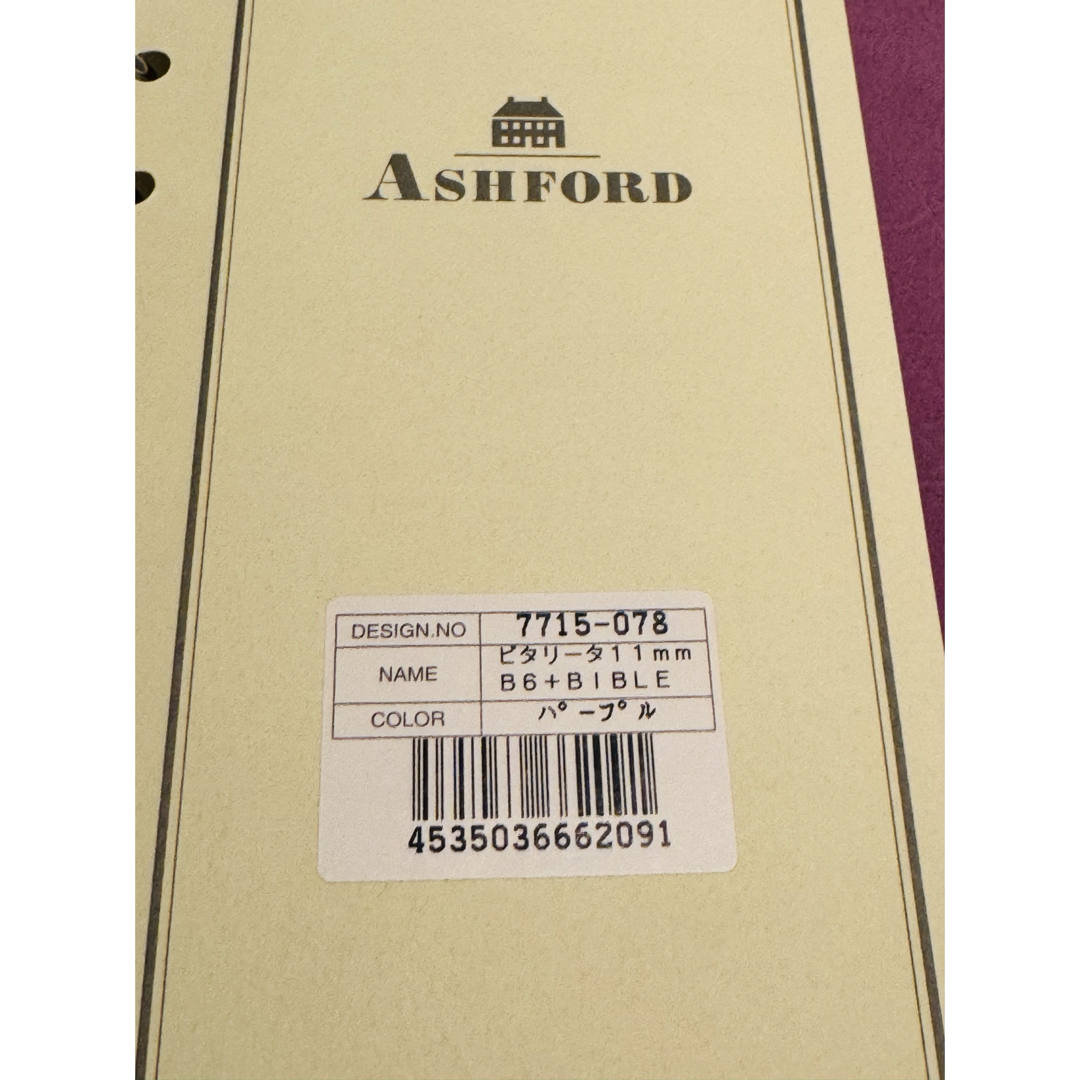 ASHFORD
DESIGN.NO 7715-078
NAME ピタリータ11mm
B6+BIBLE
COLOR パープル
4535036662091